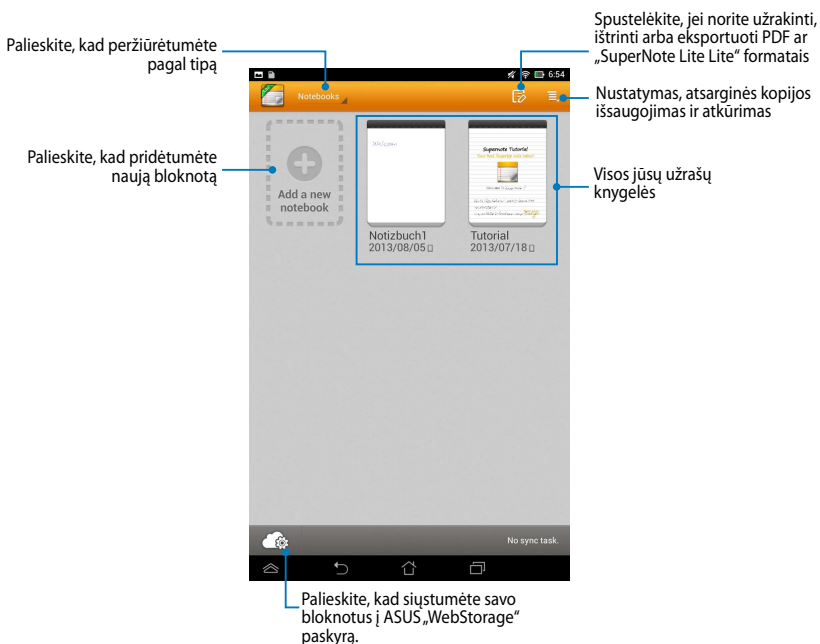 Spustelėkite, jei norite užrakinti,
ištrinti arba eksportuoti PDF ar
„SuperNote Lite Lite“ formatais
Palieskite, kad peržiūrėtumėte
pagal tipą
6:54
Notebooks
Nustatymas, atsarginės kopijos
išsaugojimas ir atkūrimas
Palieskite, kad pridėtumėte
naują bloknotą
Add a new
notebook
Welcome
Supernote Tutorial
Visos jūsų užrašų
knygelės
Notizbuch1
2013/08/05
Tutorial
2013/07/18
No sync task.
Palieskite, kad siųstumėte savo
bloknotus į ASUS „WebStorage“
paskyrą.